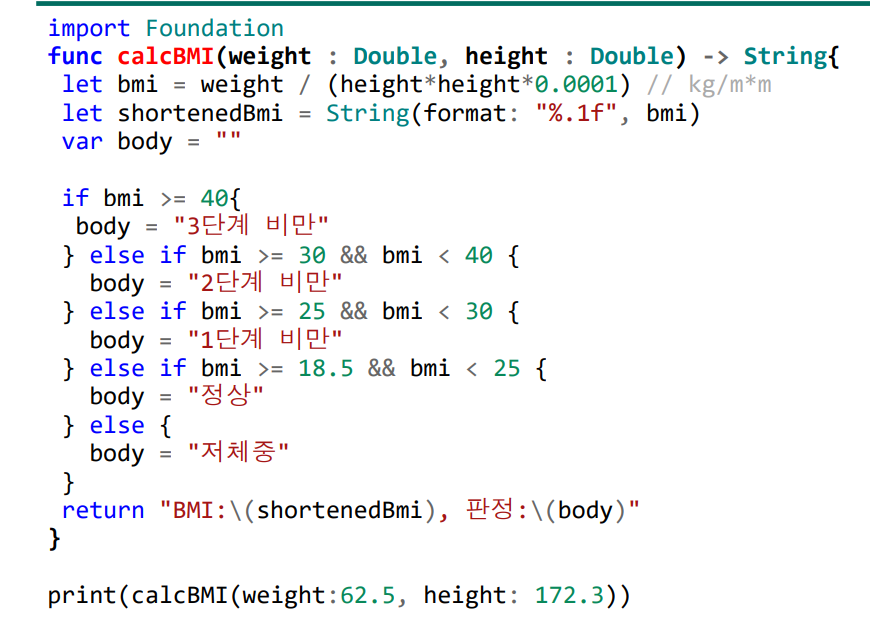 import Foundation
func calcBMI(weight : Double, height : Double) -> String{
let bmi = weight / (height*height*0.0001) // kg/m*m
let shortenedBmi = String(format: "%.1f", bmi)
var body = ""
if bmi >= 40{
body = "3단계 비만"
} else if bmi >= 30 && bmi < 40 {
body = "2단계 비만"
} else if bmi >= 25 && bmi < 30 {
body = "1단계 비만"
} else if bmi >= 18.5 && bmi < 25 {
body = "정상"
} else {
body = "저체중"
}
return "BMI:\(shortenedBmi), 판정:\(body)"
}
print(calcBMI(weight:62.5, height: 172.3))